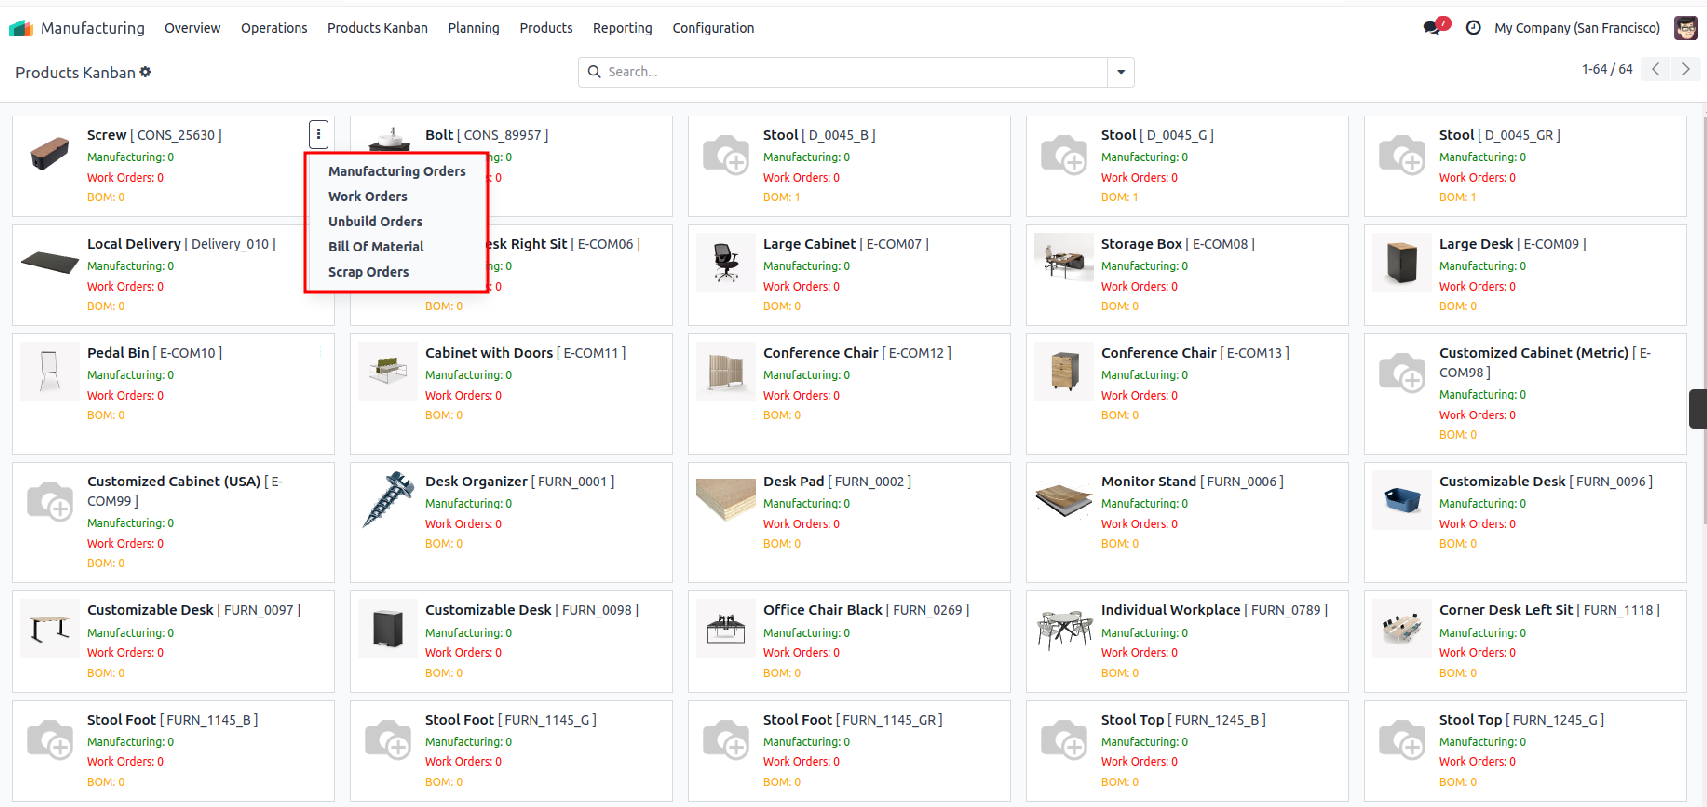 Manufacturing Overview Operations Products Kanban Planning Products Reporting Configuration 7 My Company (San Francisco)
Products Kanban Search... 1-64 / 64
Screw [ CONS_25630 ]
Manufacturing: 0
Work Orders: 0
BOM: 0
Manufacturing Orders
Work Orders
Unbuild Orders
Bill Of Material
Scrap Orders
Bolt [ CONS_89957 ]
ng: 0
: 0
Stool [ D_0045_B ]
Manufacturing: 0
Work Orders: 0
BOM: 1
Stool [ D_0045_G ]
Manufacturing: 0
Work Orders: 0
BOM: 1
Stool [ D_0045_GR ]
Manufacturing: 0
Work Orders: 0
BOM: 1
Local Delivery [ Delivery_010 ]
Manufacturing: 0
Work Orders: 0
BOM: 0
esk Right Sit [ E-COM06 ]
ng: 0
: 0
BOM: 0
Large Cabinet [ E-COM07 ]
Manufacturing: 0
Work Orders: 0
BOM: 0
Storage Box [ E-COM08 ]
Manufacturing: 0
Work Orders: 0
BOM: 0
Large Desk [ E-COM09 ]
Manufacturing: 0
Work Orders: 0
BOM: 0
Pedal Bin [ E-COM10 ]
Manufacturing: 0
Work Orders: 0
BOM: 0
Cabinet with Doors [ E-COM11 ]
Manufacturing: 0
Work Orders: 0
BOM: 0
Conference Chair [ E-COM12 ]
Manufacturing: 0
Work Orders: 0
BOM: 0
Conference Chair [ E-COM13 ]
Manufacturing: 0
Work Orders: 0
BOM: 0
Customized Cabinet (Metric) [ E-
COM98 ]
Manufacturing: 0
Work Orders: 0
BOM: 0
Customized Cabinet (USA) [ E-
COM99 ]
Manufacturing: 0
Work Orders: 0
BOM: 0
Desk Organizer [ FURN_0001 ]
Manufacturing: 0
Work Orders: 0
BOM: 0
Desk Pad [ FURN_0002 ]
Manufacturing: 0
Work Orders: 0
BOM: 0
Monitor Stand [ FURN_0006 ]
Manufacturing: 0
Work Orders: 0
BOM: 0
Customizable Desk [ FURN_0096 ]
Manufacturing: 0
Work Orders: 0
BOM: 0
Customizable Desk [ FURN_0097 ]
Manufacturing: 0
Work Orders: 0
BOM: 0
Customizable Desk [ FURN_0098 ]
Manufacturing: 0
Work Orders: 0
BOM: 0
Office Chair Black [ FURN_0269 ]
Manufacturing: 0
Work Orders: 0
BOM: 0
Individual Workplace [ FURN_0789 ]
Manufacturing: 0
Work Orders: 0
BOM: 0
Corner Desk Left Sit [ FURN_1118 ]
Manufacturing: 0
Work Orders: 0
BOM: 0
Stool Foot [ FURN_1145_B ]
Manufacturing: 0
Work Orders: 0
BOM: 0
Stool Foot [ FURN_1145_G ]
Manufacturing: 0
Work Orders: 0
BOM: 0
Stool Foot [ FURN_1145_GR ]
Manufacturing: 0
Work Orders: 0
BOM: 0
Stool Top [ FURN_1245_B ]
Manufacturing: 0
Work Orders: 0
BOM: 0
Stool Top [ FURN_1245_G ]
Manufacturing: 0
Work Orders: 0
BOM: 0